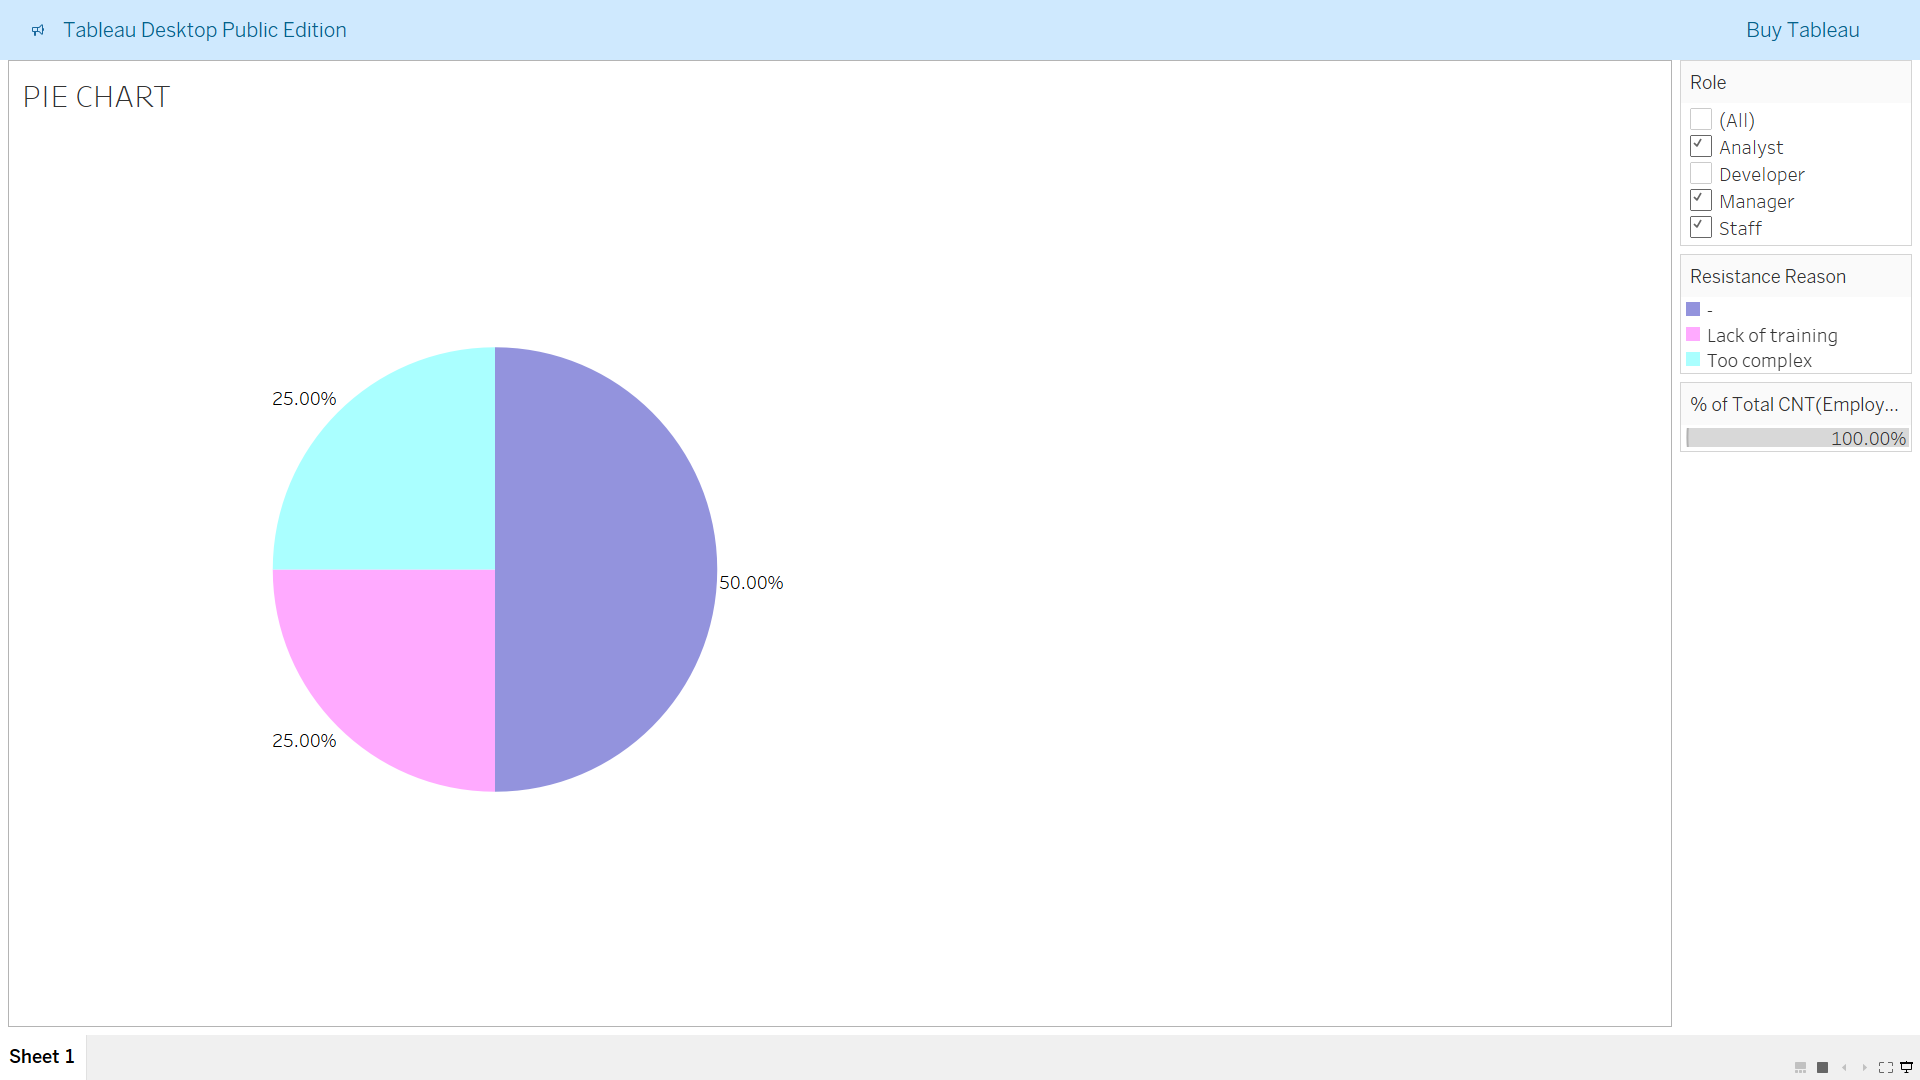 Tableau Desktop Public Edition
Buy Tableau
PIE CHART
25.00%
50.00%
25.00%
Role
(All)
Analyst
Developer
Manager
Staff
Resistance Reason
-
Lack of training
Too complex
% of Total CNT(Employ...
100.00%
Sheet 1